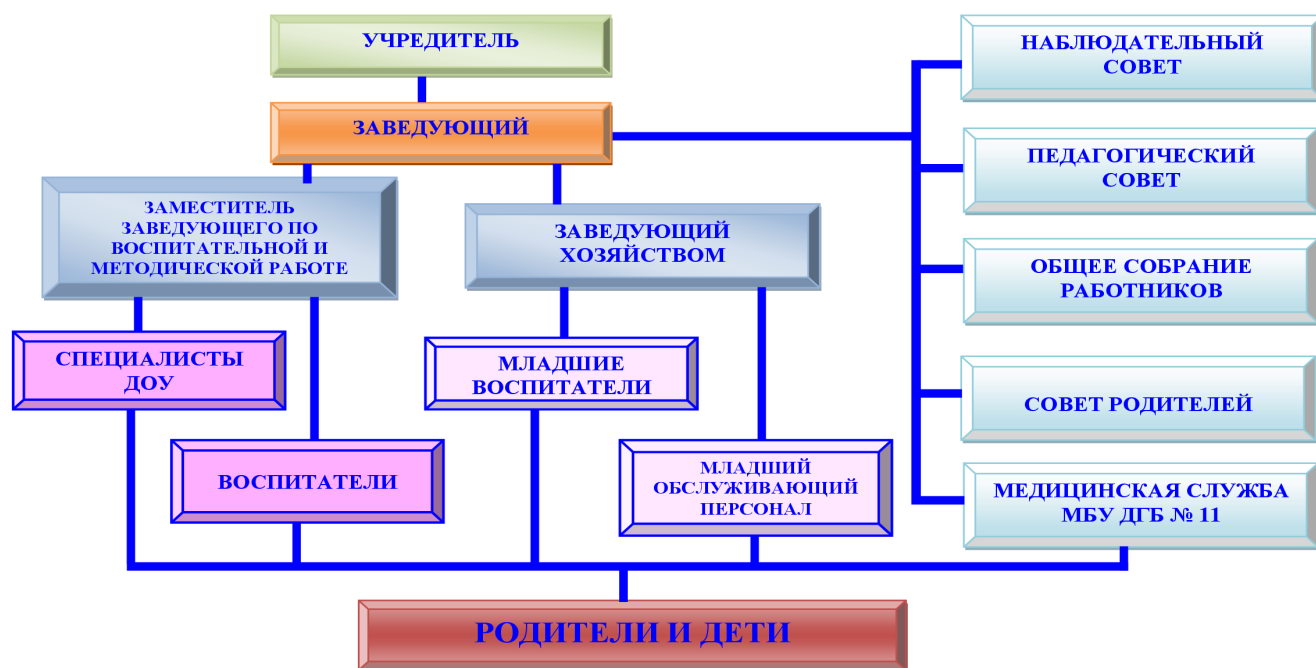 УЧРЕДИТЕЛЬ
ЗАВЕДУЮЩИЙ
ЗАМЕСТИТЕЛЬ
ЗАВЕДУЮЩЕГО ПО
ВОСПИТАТЕЛЬНОЙ И
МЕТОДИЧЕСКОЙ РАБОТЕ
ЗАВЕДУЮЩИЙ
ХОЗЯЙСТВОМ
СПЕЦИАЛИСТЫ
ДОУ
ВОСПИТАТЕЛИ
МЛАДШИЕ
ВОСПИТАТЕЛИ
МЛАДШИЙ
ОБСЛУЖИВАЮЩИЙ
ПЕРСОНАЛ
НАБЛЮДАТЕЛЬНЫЙ
СОВЕТ
ПЕДАГОГИЧЕСКИЙ
СОВЕТ
ОБЩЕЕ СОБРАНИЕ
РАБОТНИКОВ
СОВЕТ РОДИТЕЛЕЙ
МЕДИЦИНСКАЯ СЛУЖБА
МБУ ДГБ № 11
РОДИТЕЛИ И ДЕТИ